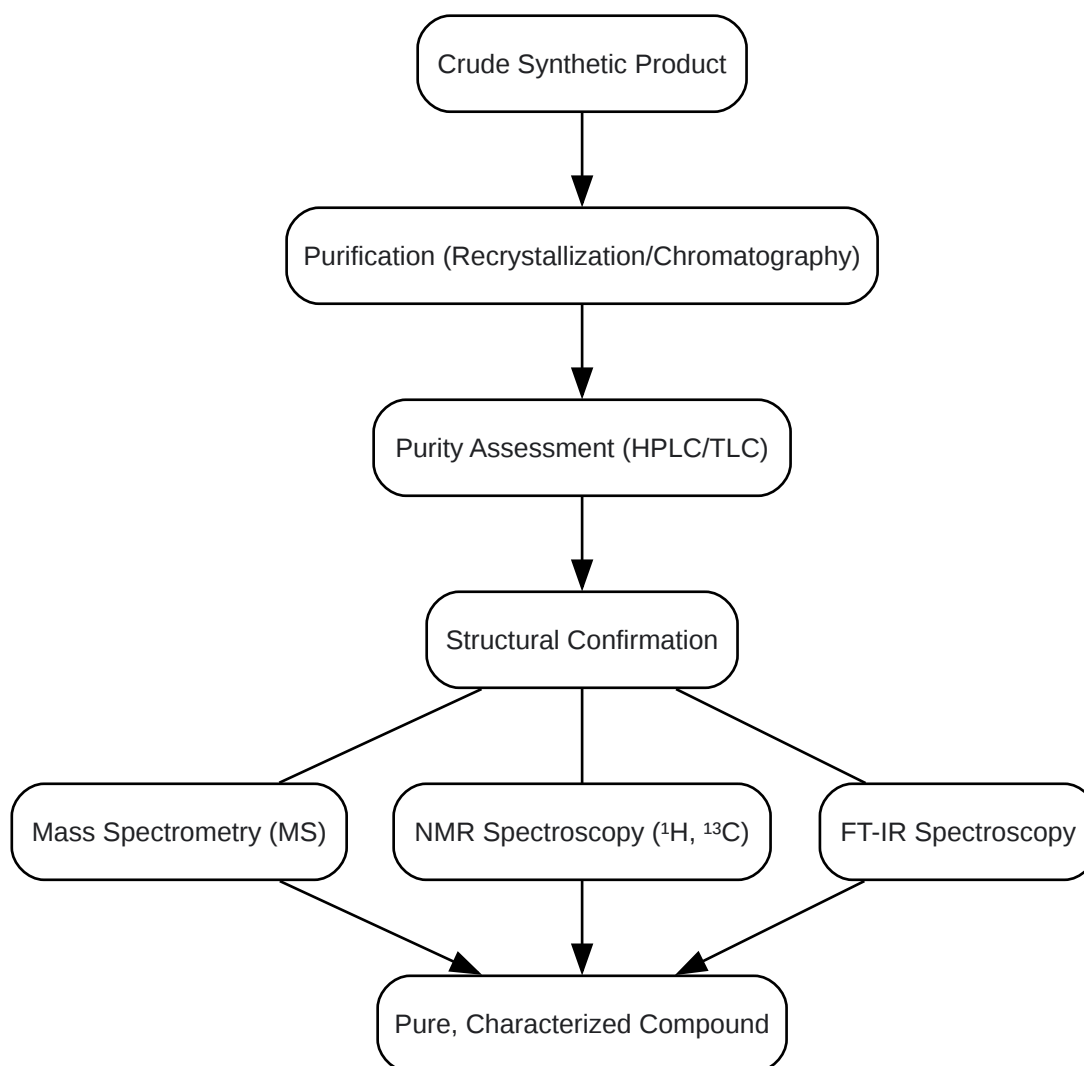 Crude Synthetic Product
Purification (Recrystallization/Chromatography)
Purity Assessment (HPLC/TLC)
Structural Confirmation
Mass Spectrometry (MS)
NMR Spectroscopy (¹H, ¹³C)
FT-IR Spectroscopy
Pure, Characterized Compound